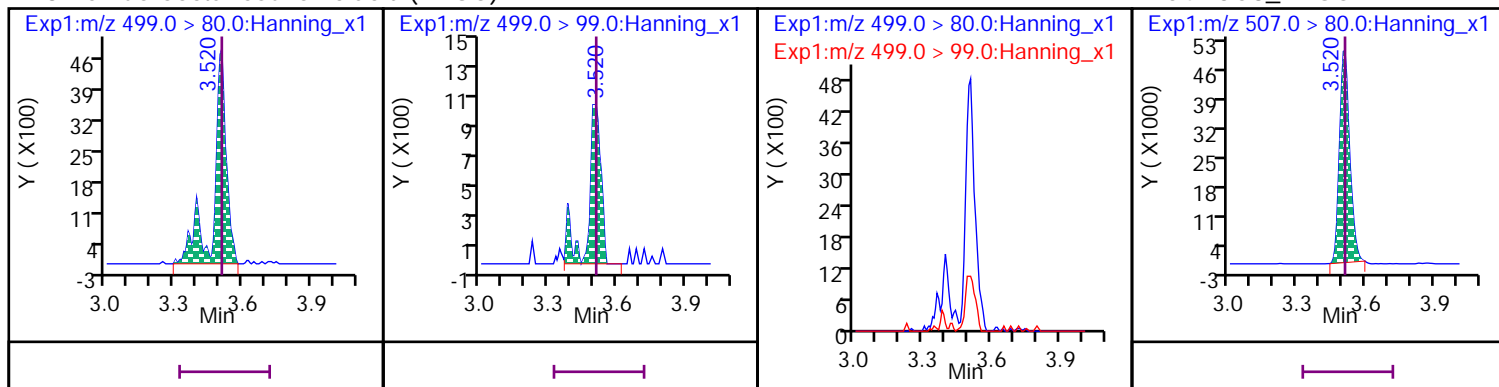 Exp1:m/z 499.0 > 80.0:Hanning_x1
Y ( X100)
46
39
32
25
18
11
4
-3
3.520
3.0 3.3 3.6 3.9
Min
Exp1:m/z 499.0 > 99.0:Hanning_x1
Y ( X100)
15
13
11
9
7
5
3
1
-1
3.520
3.0 3.3 3.6 3.9
Min
Exp1:m/z 499.0 > 80.0:Hanning_x1
Exp1:m/z 499.0 > 99.0:Hanning_x1
Y ( X100)
48
42
36
30
24
18
12
6
0
3.0 3.3 3.6 3.9
Min
Exp1:m/z 507.0 > 80.0:Hanning_x1
Y ( X1000)
53
46
39
32
25
18
11
4
-3
3.520
3.0 3.3 3.6 3.9
Min